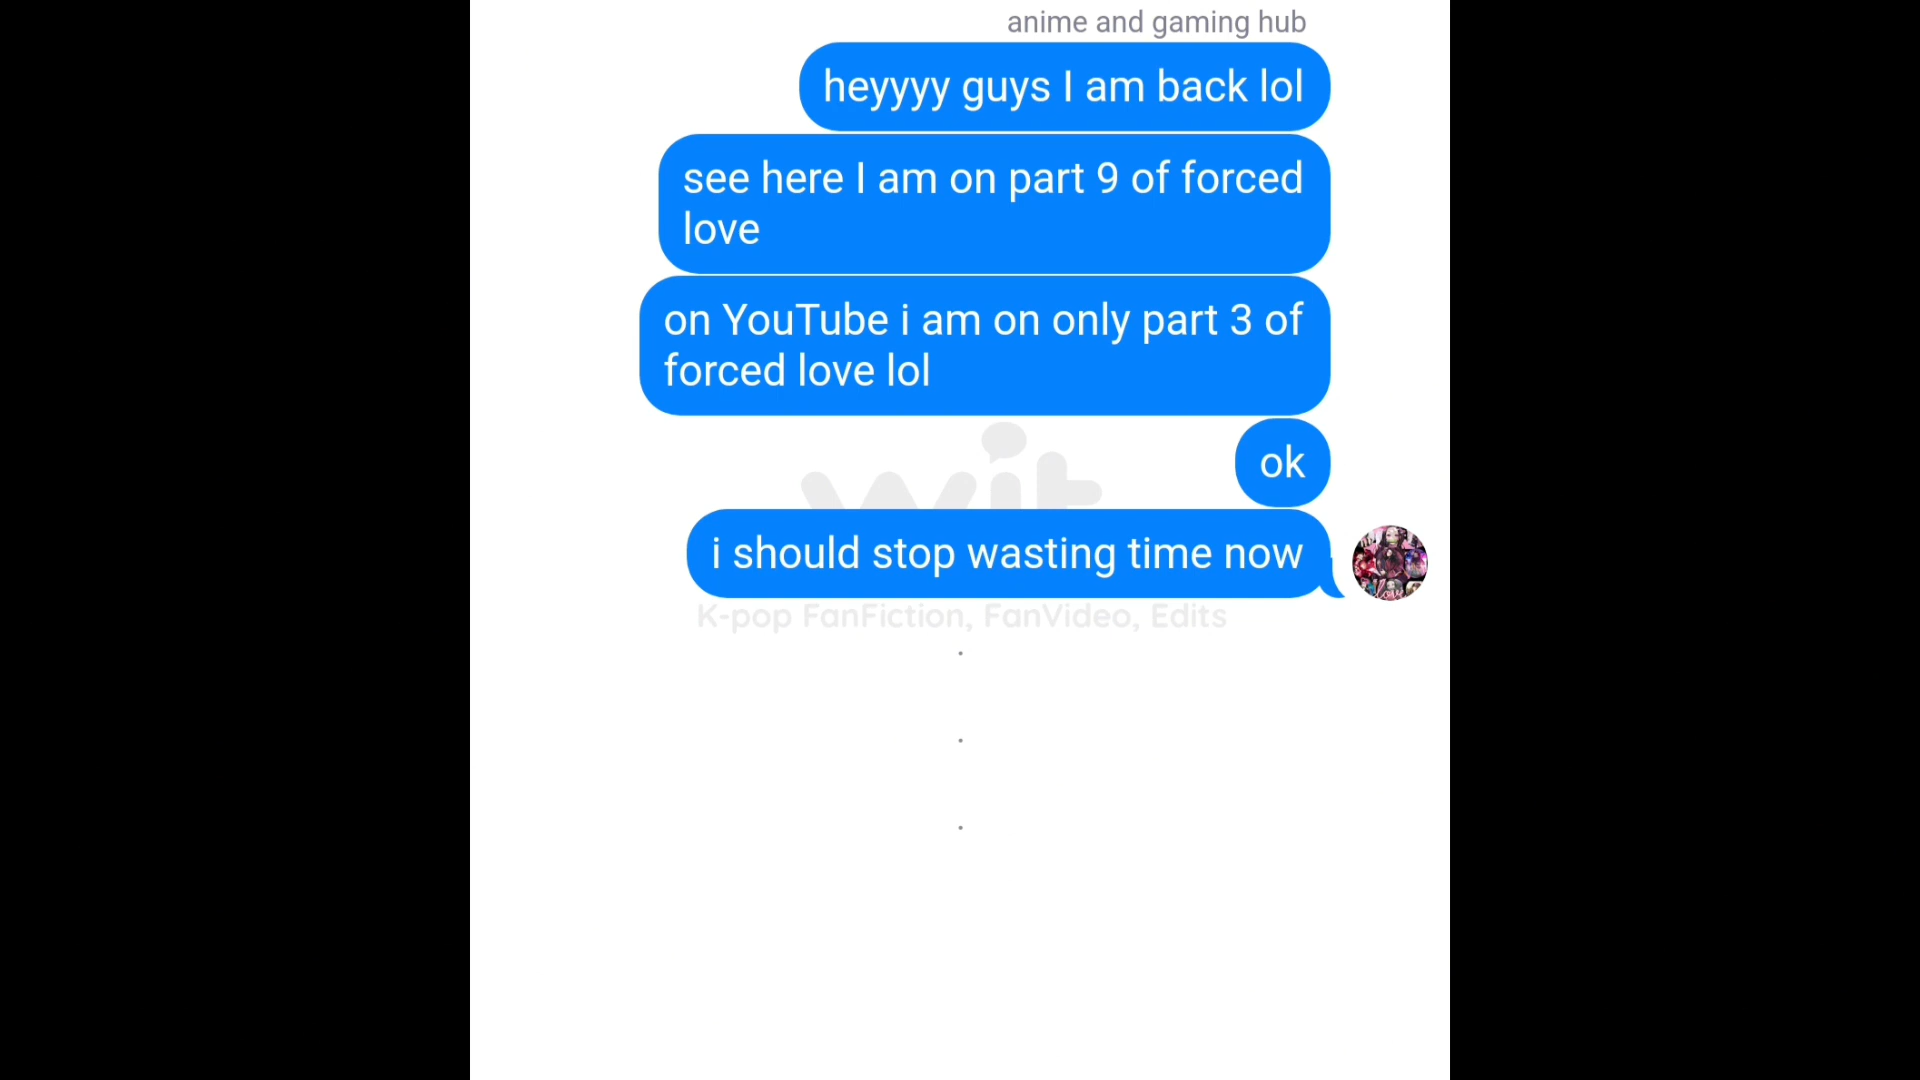 anime and gaming hub
heyyyy guys I am back lol
see here I am on part 9 of forced
love
on YouTube i am on only part 3 of
forced love lol
ok
wit
i should stop wasting time now
K-pop FanFiction, FanVideo, Edits
.
.
.